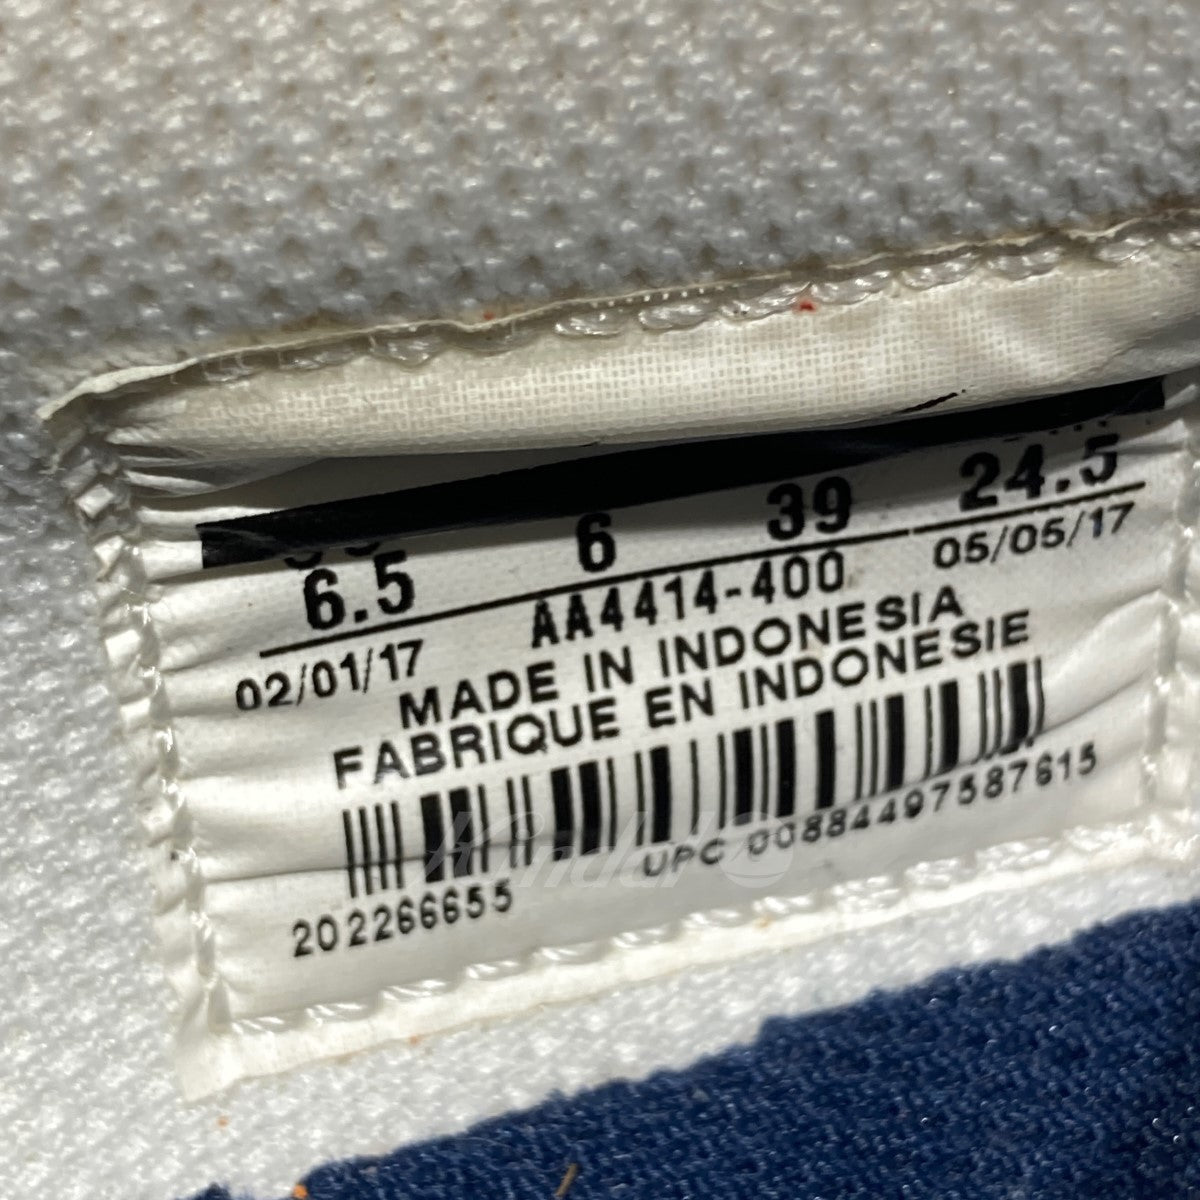 6.5 6 39 24.5
02/01/17 AA4414-400 05/05/17
MADE IN INDONESIA
FABRIQUE EN INDONESIE
202266655 UPC 00884497587615
Kindal